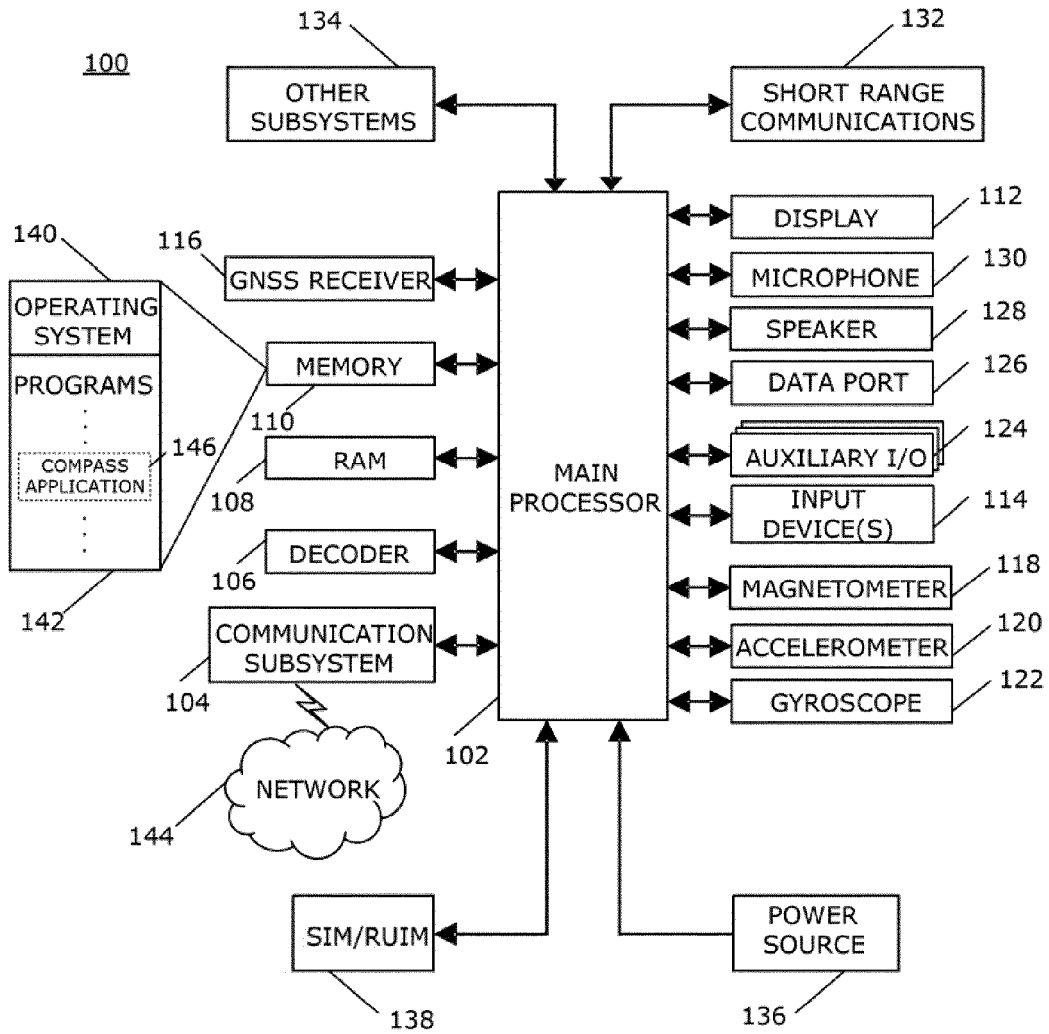 134
132
100
OTHER
SUBSYSTEMS
SHORT RANGE
COMMUNICATIONS
112
DISPLAY
140
116
GNSS RECEIVER
MICROPHONE
130
OPERATING
SYSTEM
SPEAKER
128
MEMORY
PROGRAMS
DATA PORT
126
110
146
COMPASS
APPLICATION
RAM
108
MAIN
PROCESSOR
AUXILIARY I/O
124
INPUT
DEVICE(S)
114
DECODER
106
MAGNETOMETER
118
142
COMMUNICATION
SUBSYSTEM
ACCELEROMETER
120
104
GYROSCOPE
122
102
NETWORK
144
SIM/RUIM
POWER
SOURCE
138
136